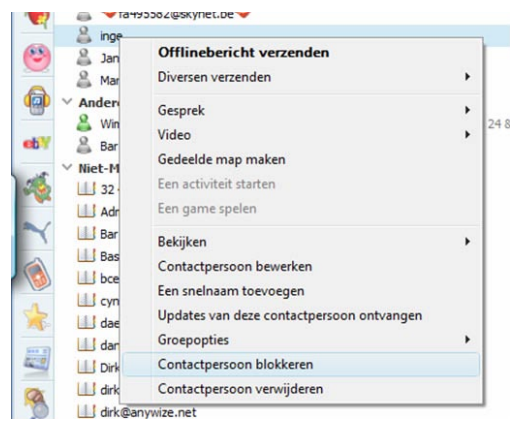 fa495582@skynet.be
inge
Offlinebericht verzenden
Jan
Diversen verzenden
Mar
Ander
Gesprek
Win
Video
24 8
ebY
Bar
Gedeelde map maken
Niet-M
Een activiteit starten
32
Een game spelen
Adr
Bar
Bekijken
Bas
Contactpersoon bewerken
bce
Een snelnaam toevoegen
cyn
Updates van deze contactpersoon ontvangen
dae
Groepopties
dan
Contactpersoon blokkeren
Dirk
Contactpersoon verwijderen
dirk
dirk@anywize.net